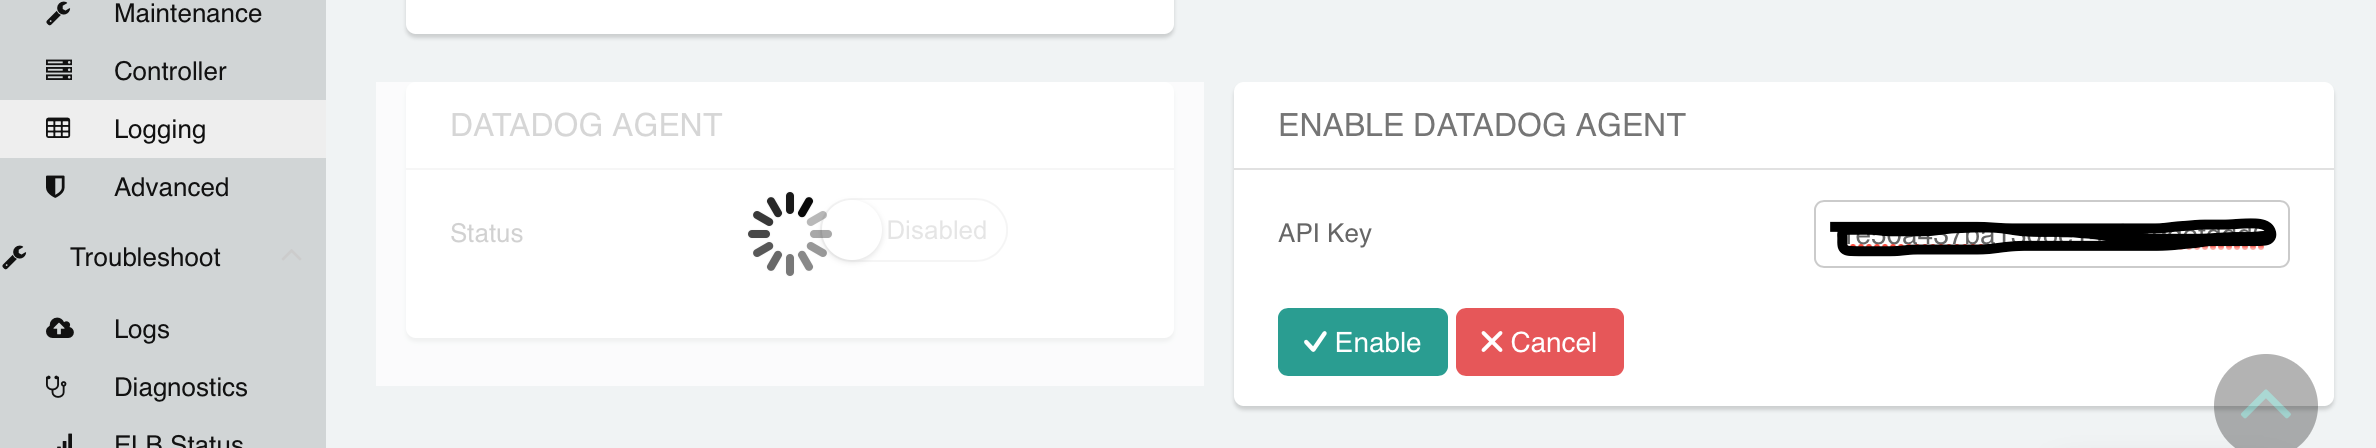 Maintenance
Controller
Logging
Advanced
Troubleshoot
Logs
Diagnostics
ELB Status
DATADOG AGENT
Status
Disabled
ENABLE DATADOG AGENT
API Key
Enable
Cancel